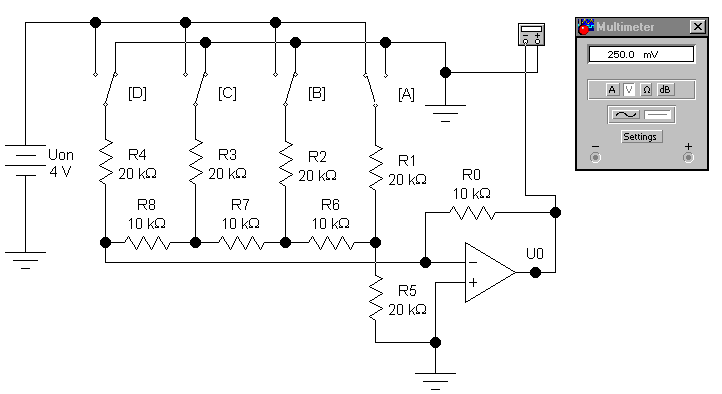 Multimeter
250.0 mV
A V Ω dB
Settings
− +
[D] [C] [B] [A]
Uon
4 V
R4
20 kΩ
R3
20 kΩ
R2
20 kΩ
R1
20 kΩ
R0
10 kΩ
R8
10 kΩ
R7
10 kΩ
R6
10 kΩ
U0
−
+
R5
20 kΩ